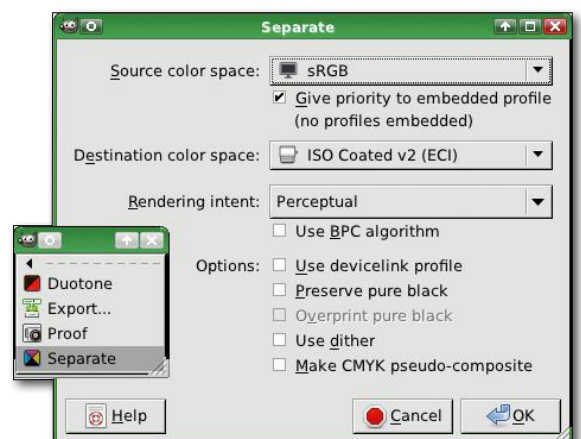 Separate
Source color space: sRGB
Give priority to embedded profile
(no profiles embedded)
Destination color space: ISO Coated v2 (ECI)
Rendering intent: Perceptual
Use BPC algorithm
Options: Use devicelink profile
Preserve pure black
Overprint pure black
Use dither
Make CMYK pseudo-composite
Help Cancel OK
Duotone
Export...
Proof
Separate